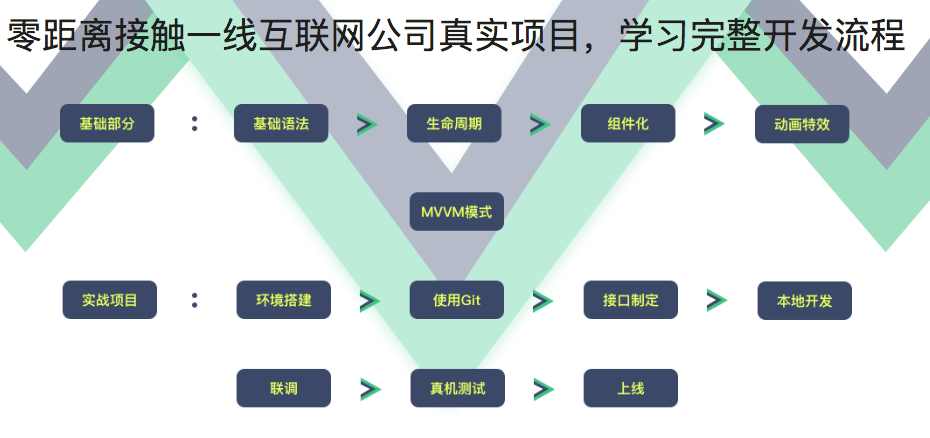 零距离接触一线互联网公司真实项目，学习完整开发流程
基础部分 : 基础语法 > 生命周期 > 组件化 > 动画特效
MVVM模式
实战项目 : 环境搭建 > 使用Git > 接口制定 > 本地开发
联调 > 真机测试 > 上线